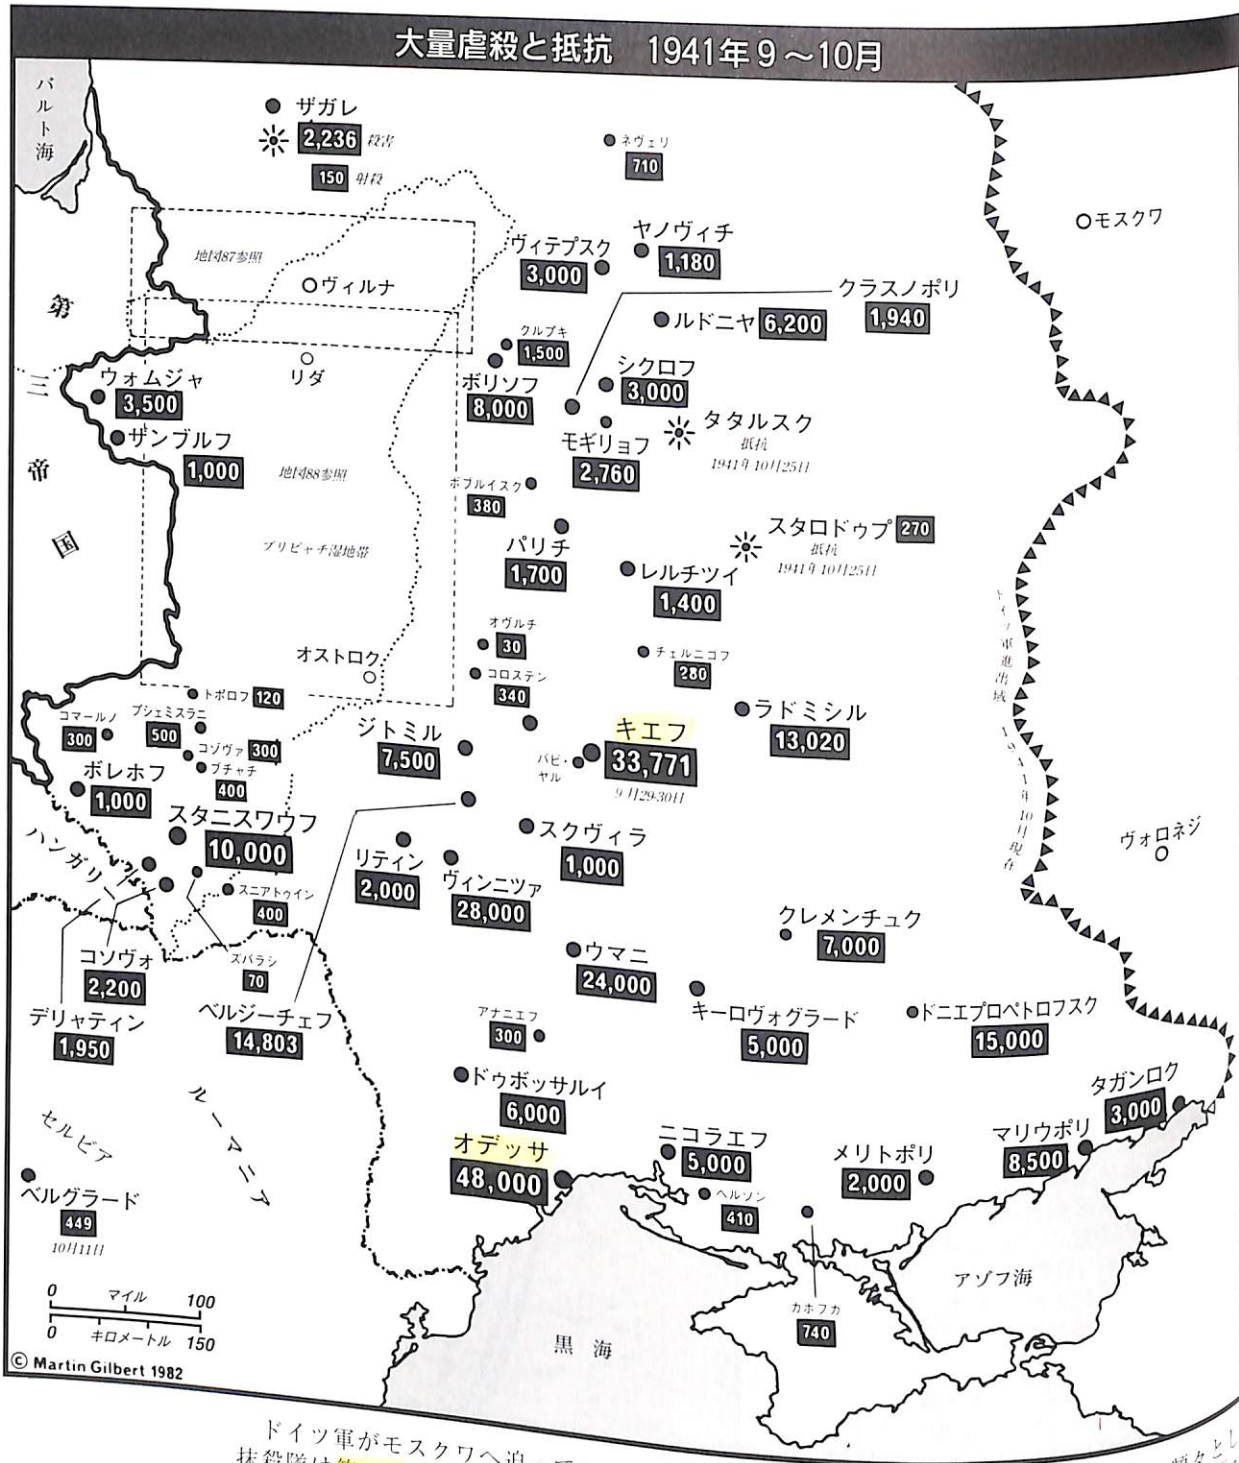 大量虐殺と抵抗 1941年9〜10月
バルト海
ザガレ
2,236 殺害
150 射殺
ネヴェリ
710
モスクワ
ヤノヴィチ
1,180
ヴィテプスク
3,000
地図87参照
ヴィルナ
クラスノポリ
1,940
ルドニヤ 6,200
クルプキ
1,500
リダ
ボリソフ
8,000
シクロフ
3,000
第三帝国
ウォムジャ
3,500
ザンブルフ
1,000
モギリョフ
2,760
タタルスク
抵抗
1941年10月25日
地図88参照
ボブルイスク
380
プリピャチ湿地帯
パリチ
1,700
スタロドゥプ 270
抵抗
1941年10月25日
レルチツイ
1,400
ドイツ軍進出域 1941年10月現在
オヴルチ
30
オストロク
チェルニコフ
280
コロステン
340
トポロフ 120
コマールノ
300
プシェミスラニ
500
コゾヴァ 300
ブチャチ
400
ジトミル
7,500
キエフ
33,771
9月29-30日
バビ・
ヤル
ラドミシル
13,020
ボレホフ
1,000
スタニスワウフ
10,000
ハンガリー
スクヴィラ
1,000
ヴォロネジ
リティン
2,000
ヴィンニツァ
28,000
スニアトゥイン
400
クレメンチュク
7,000
コソヴォ
2,200
ズバラシ
70
ウマニ
24,000
デリャティン
1,950
ベルジーチェフ
14,803
アナニエフ
300
キーロヴォグラード
5,000
ドニエプロペトロフスク
15,000
ドゥボッサルイ
6,000
タガンロク
3,000
セルビア
ルーマニア
オデッサ
48,000
ニコラエフ
5,000
メリトポリ
2,000
マリウポリ
8,500
ベルグラード
449
10月11日
ヘルソン
410
アゾフ海
0 マイル 100
0 キロメートル 150
カホフカ
740
黒海
© Martin Gilbert 1982
ドイツ軍がモスクワへ迫って
抹殺隊は